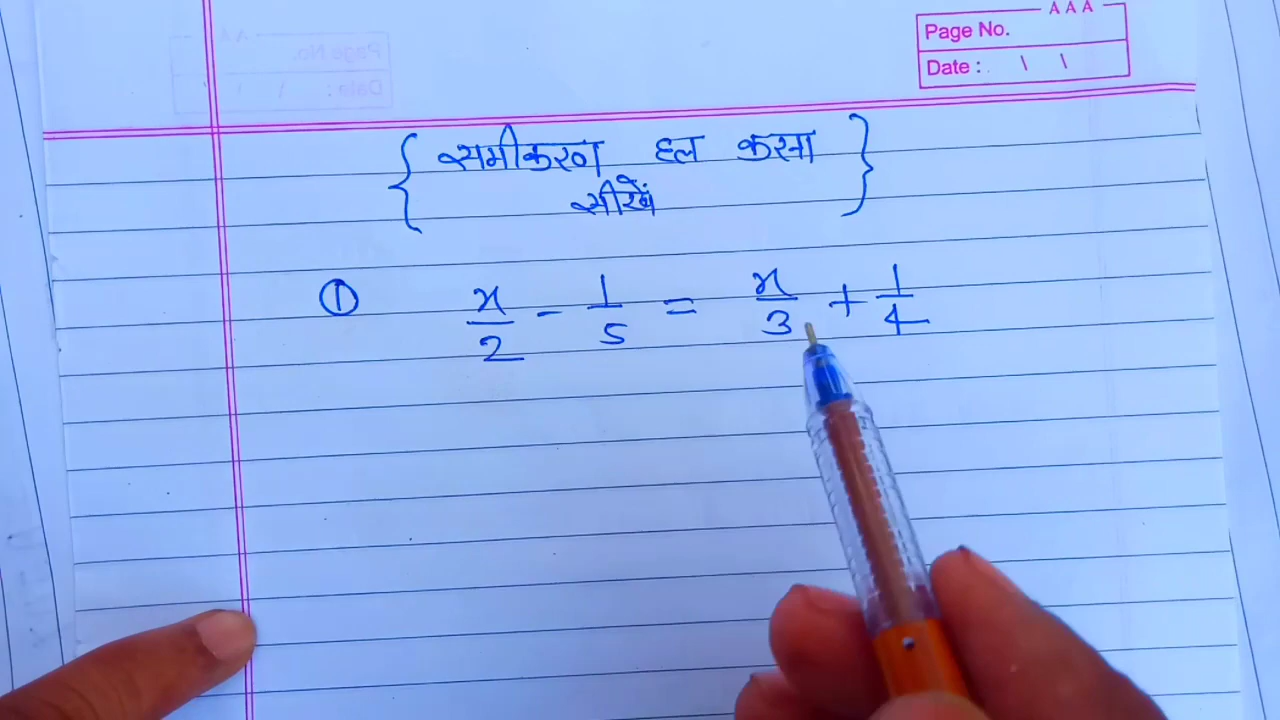 A A A
Page No.
Date : \ \
{ समीकरण हल करना
सीखें }
① x/2 - 1/5 = x/3 + 1/4